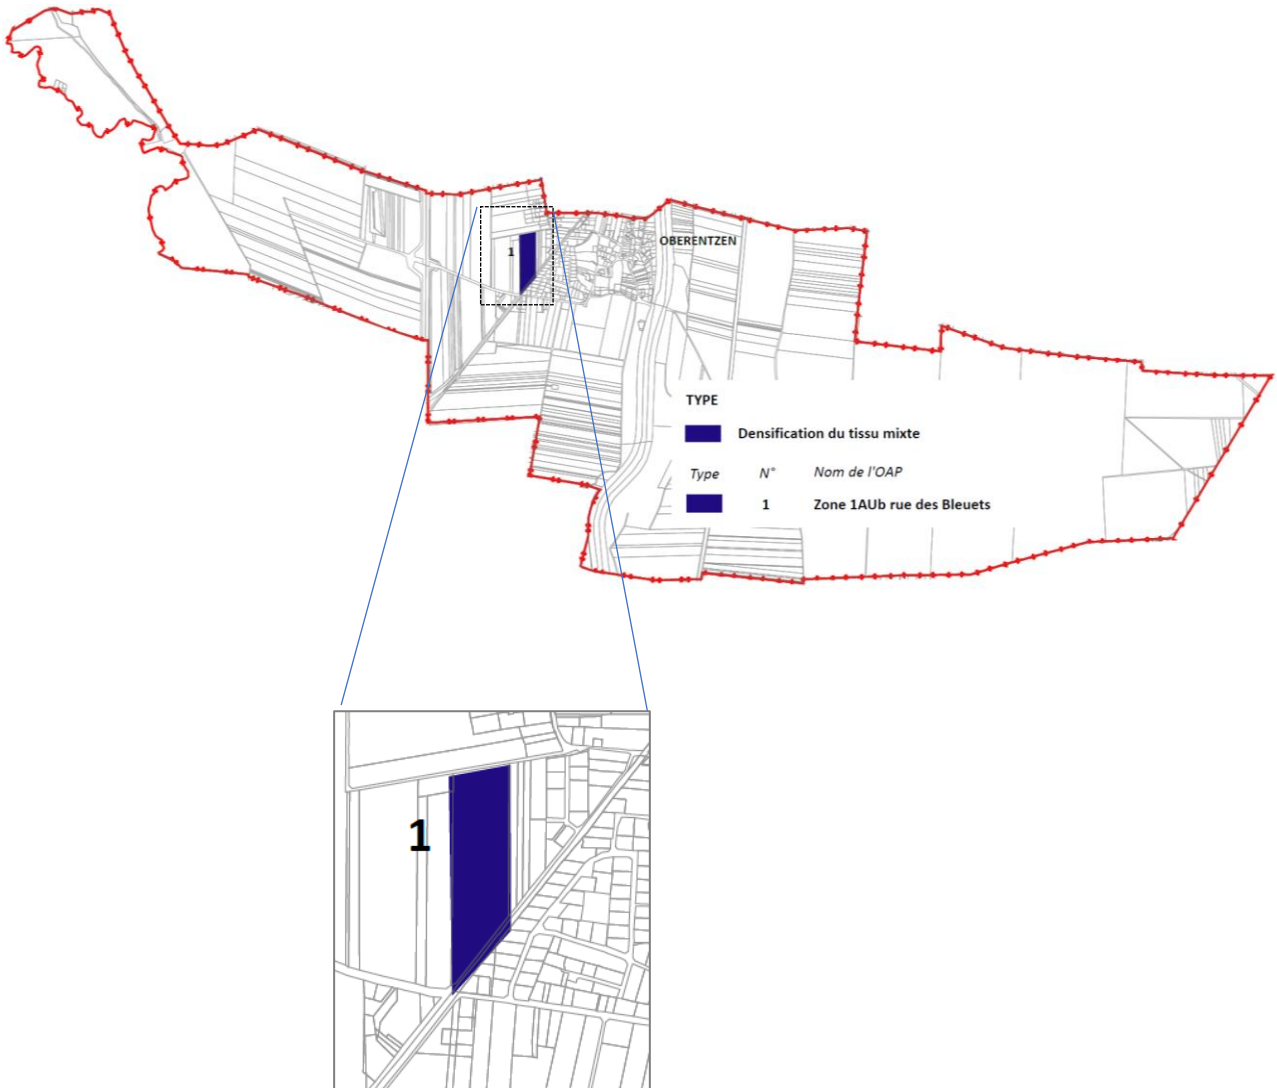 OBERENTZEN
1
TYPE
Densification du tissu mixte
Type N° Nom de l'OAP
1 Zone 1AUb rue des Bleuets
1